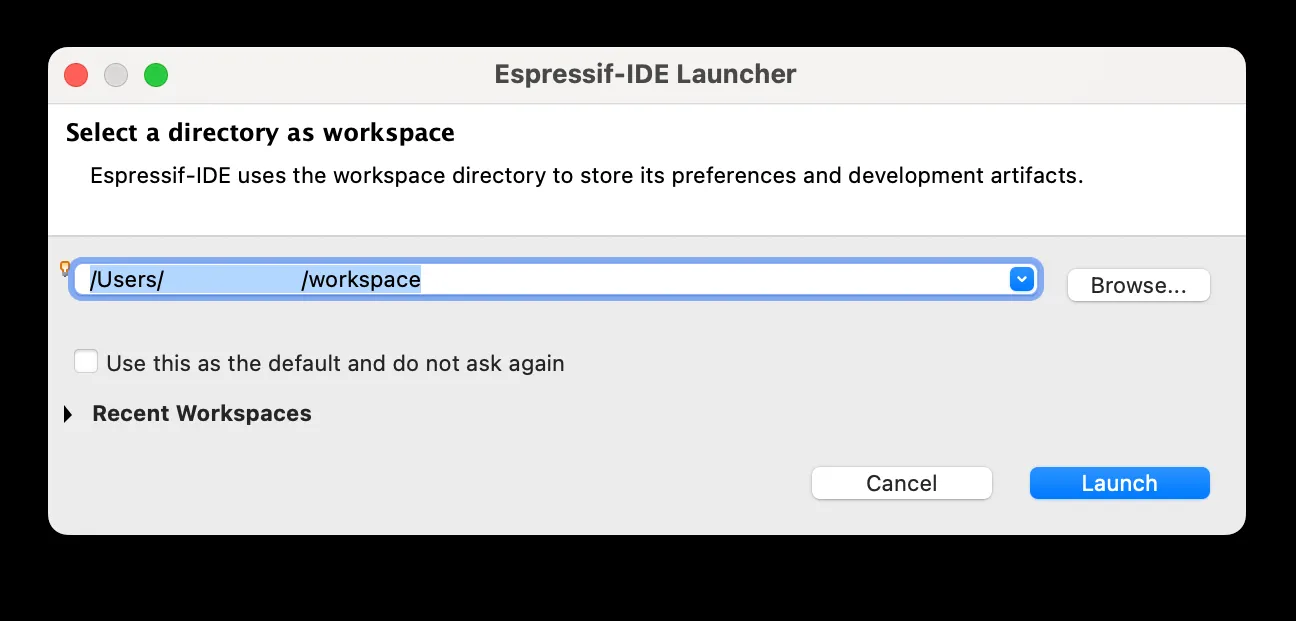 Espressif-IDE Launcher
Select a directory as workspace
Espressif-IDE uses the workspace directory to store its preferences and development artifacts.
/Users/ /workspace
Browse...
Use this as the default and do not ask again
Recent Workspaces
Cancel
Launch